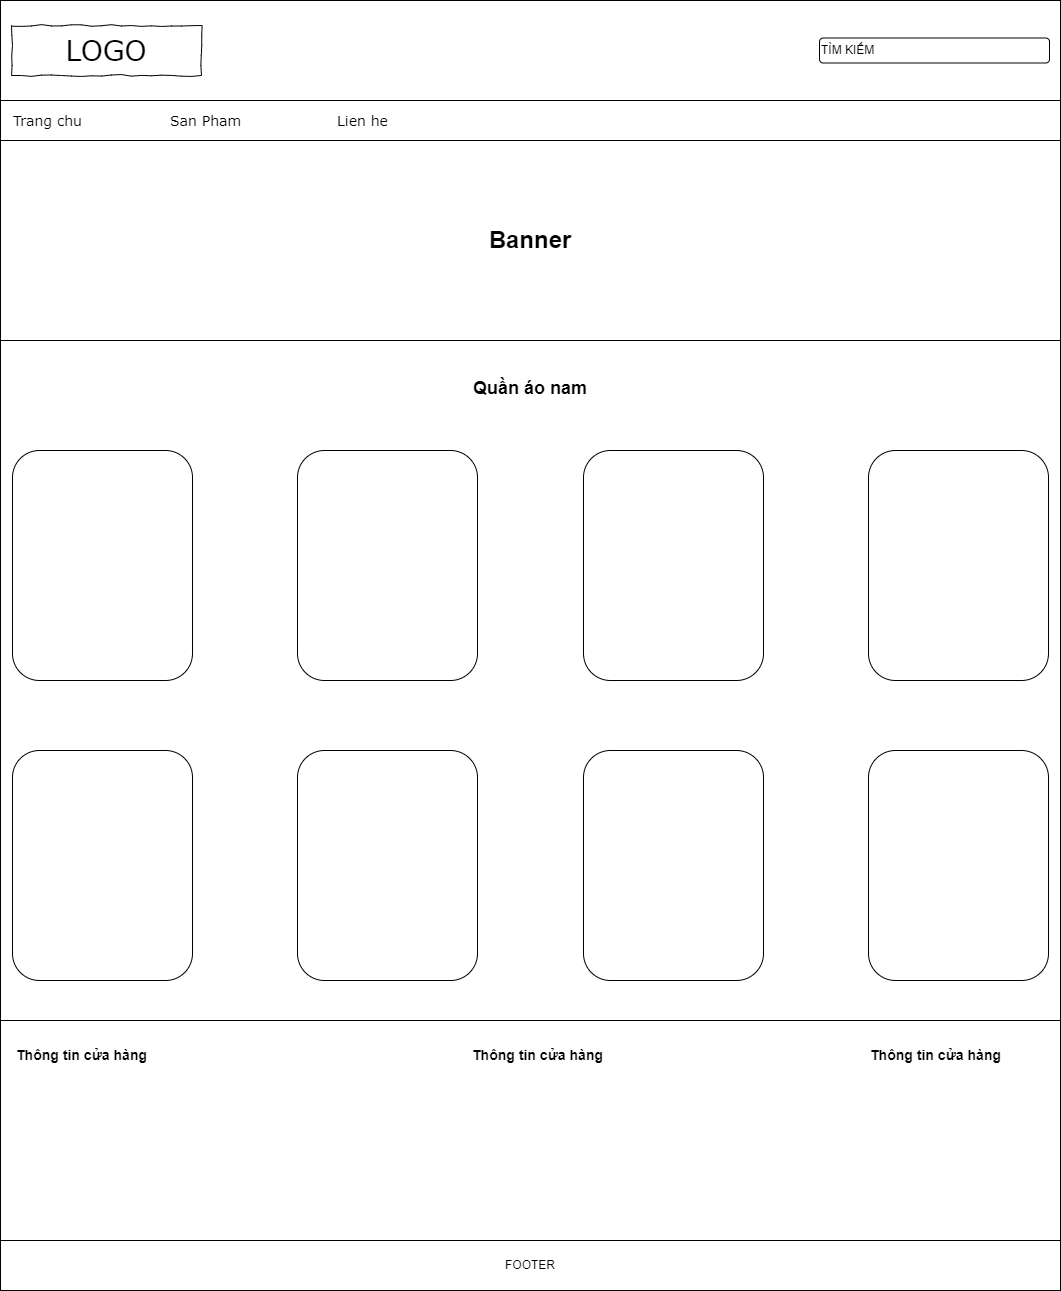 LOGO
TÌM KIẾM
Trang chu
San Pham
Lien he
Banner
Quần áo nam
Thông tin cửa hàng
Thông tin cửa hàng
Thông tin cửa hàng
FOOTER